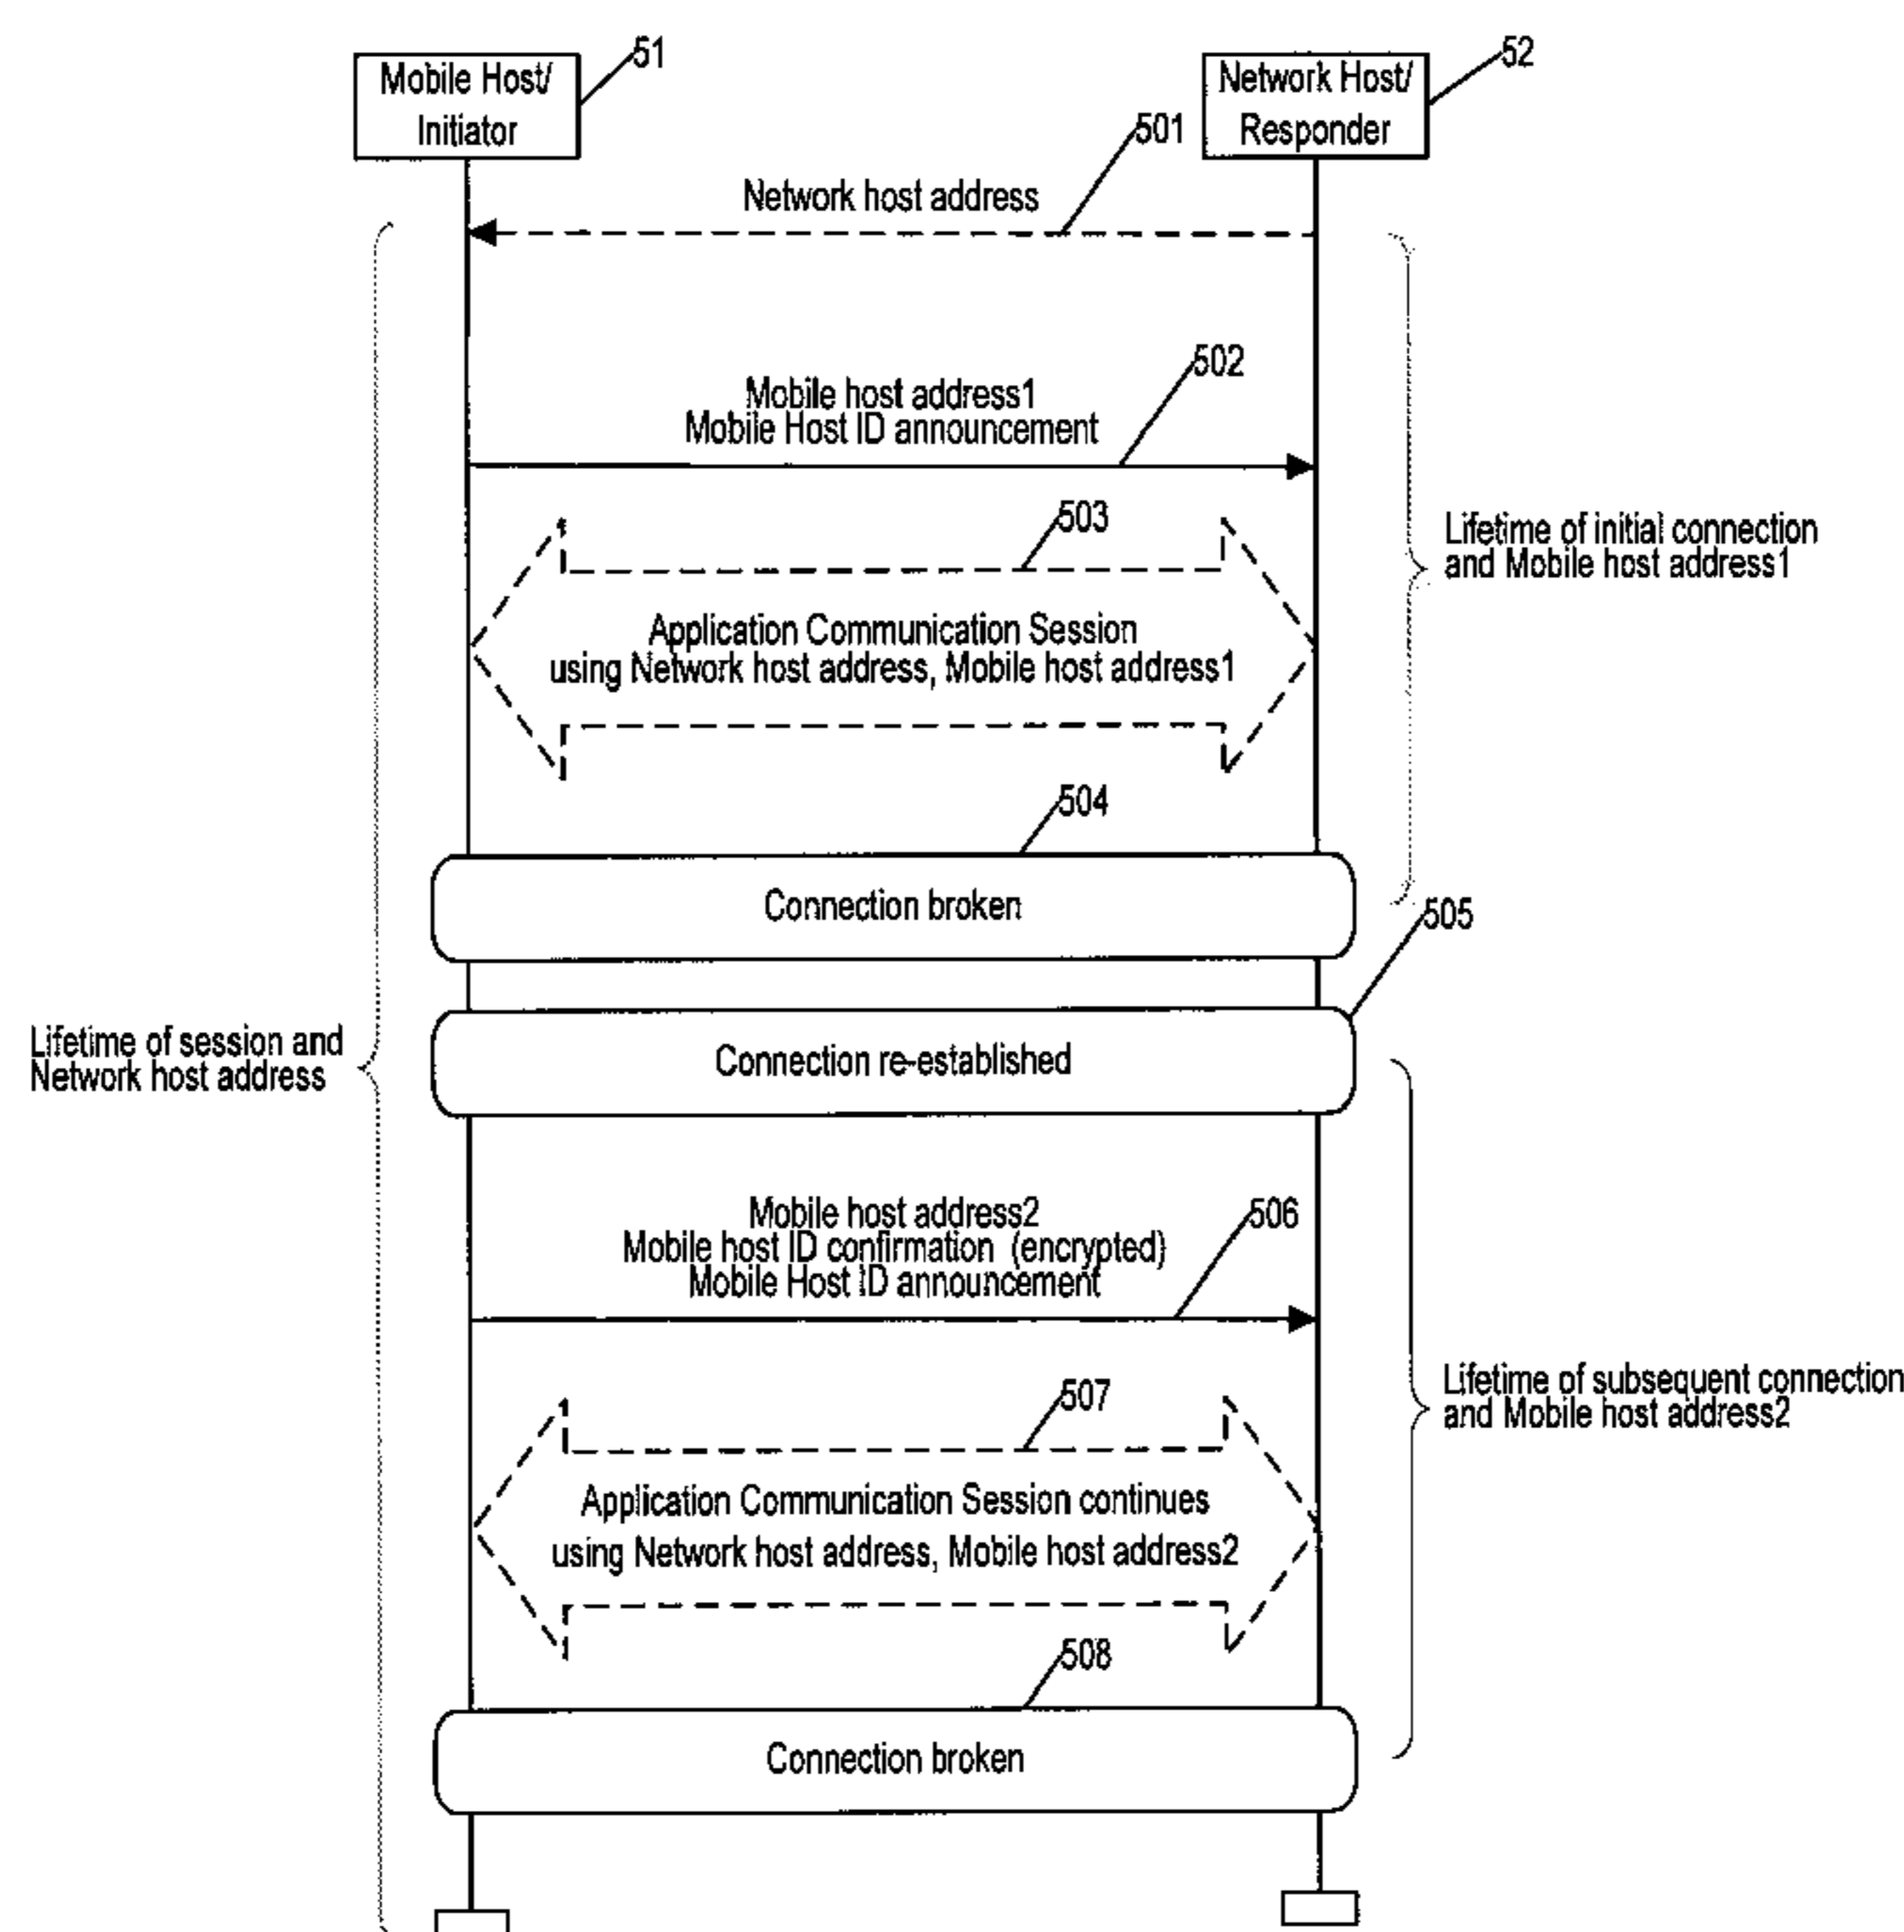 Mobile Host/
Initiator
51
Network Host/
Responder
52
501
Network host address
502
Mobile host address1
Mobile Host ID announcement
503
Lifetime of initial connection
and Mobile host address1
Application Communication Session
using Network host address, Mobile host address1
504
Connection broken
505
Lifetime of session and
Network host address
Connection re-established
506
Mobile host address2
Mobile host ID confirmation (encrypted)
Mobile Host ID announcement
507
Lifetime of subsequent connection
and Mobile host address2
Application Communication Session continues
using Network host address, Mobile host address2
508
Connection broken